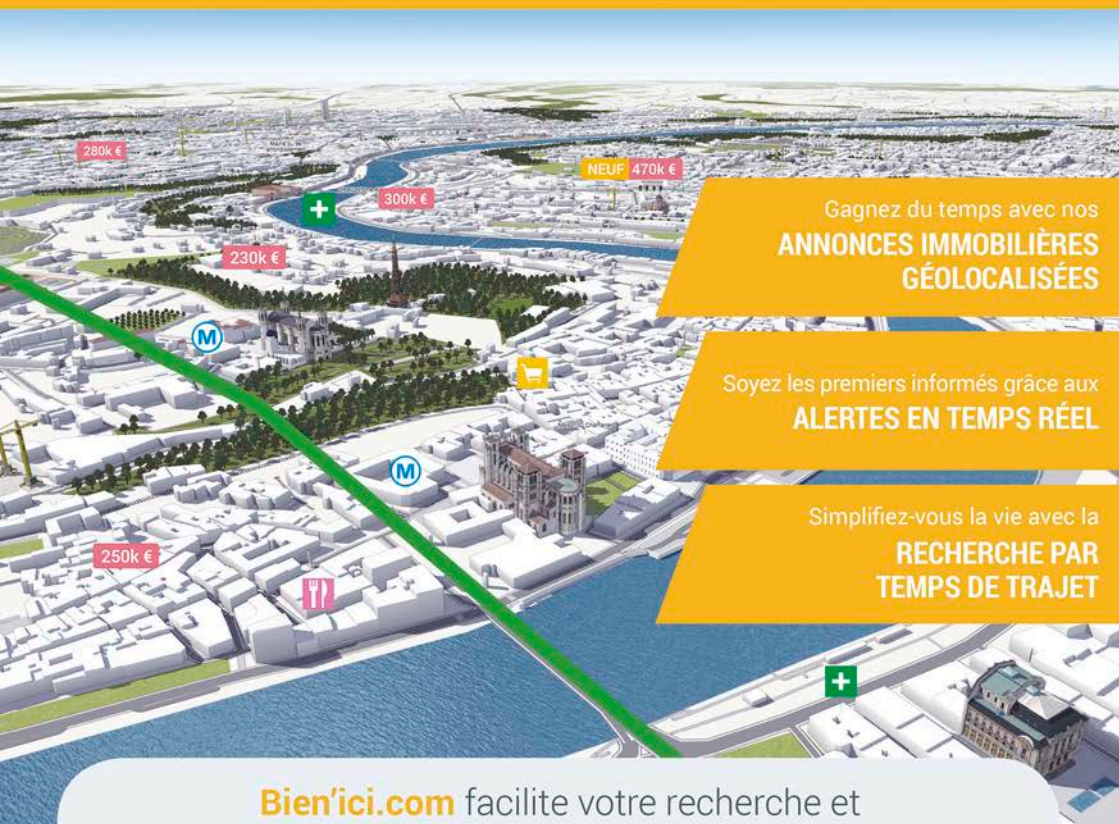 280k €
NEUF 470k €
300k €
230k €
Gagnez du temps avec nos
ANNONCES IMMOBILIÈRES
GÉOLOCALISÉES
M
Soyez les premiers informés grâce aux
ALERTES EN TEMPS RÉEL
M
Simplifiez-vous la vie avec la
RECHERCHE PAR
TEMPS DE TRAJET
250k €
Bien'ici.com facilite votre recherche et